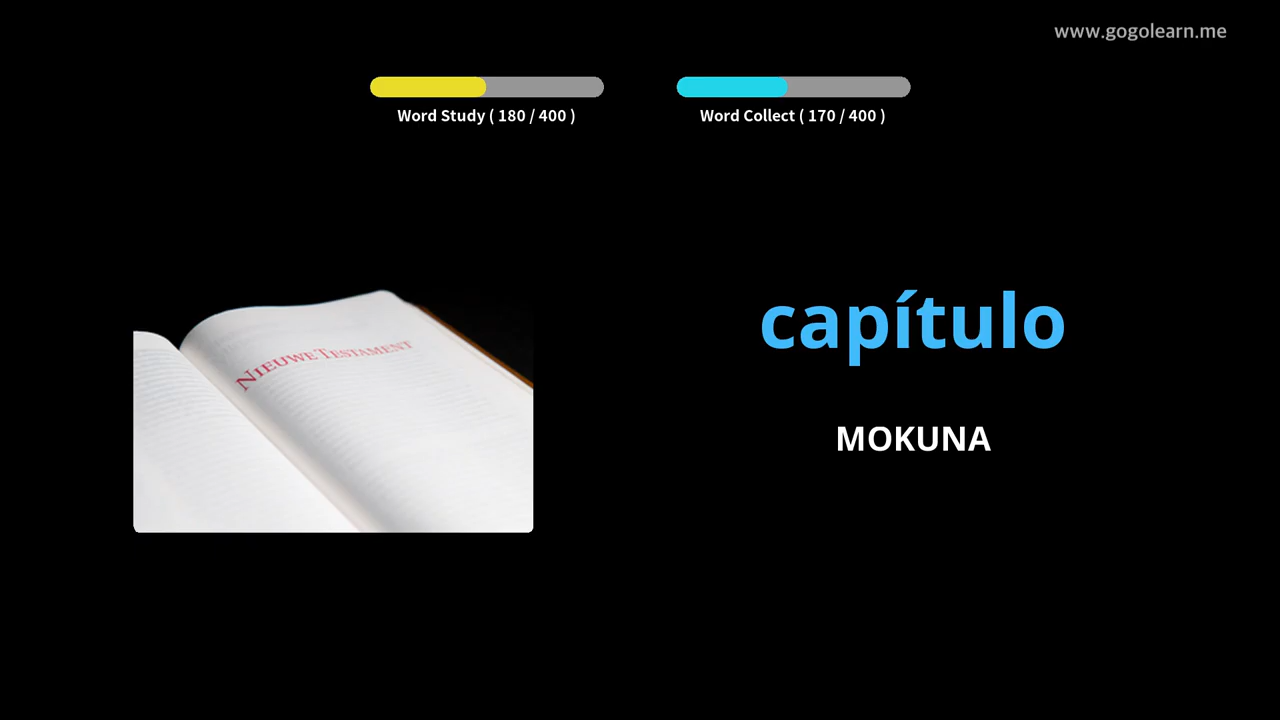 www.gogolearn.me
Word Study ( 180 / 400 )
Word Collect ( 170 / 400 )
NIEUWE TESTAMENT
capítulo
MOKUNA